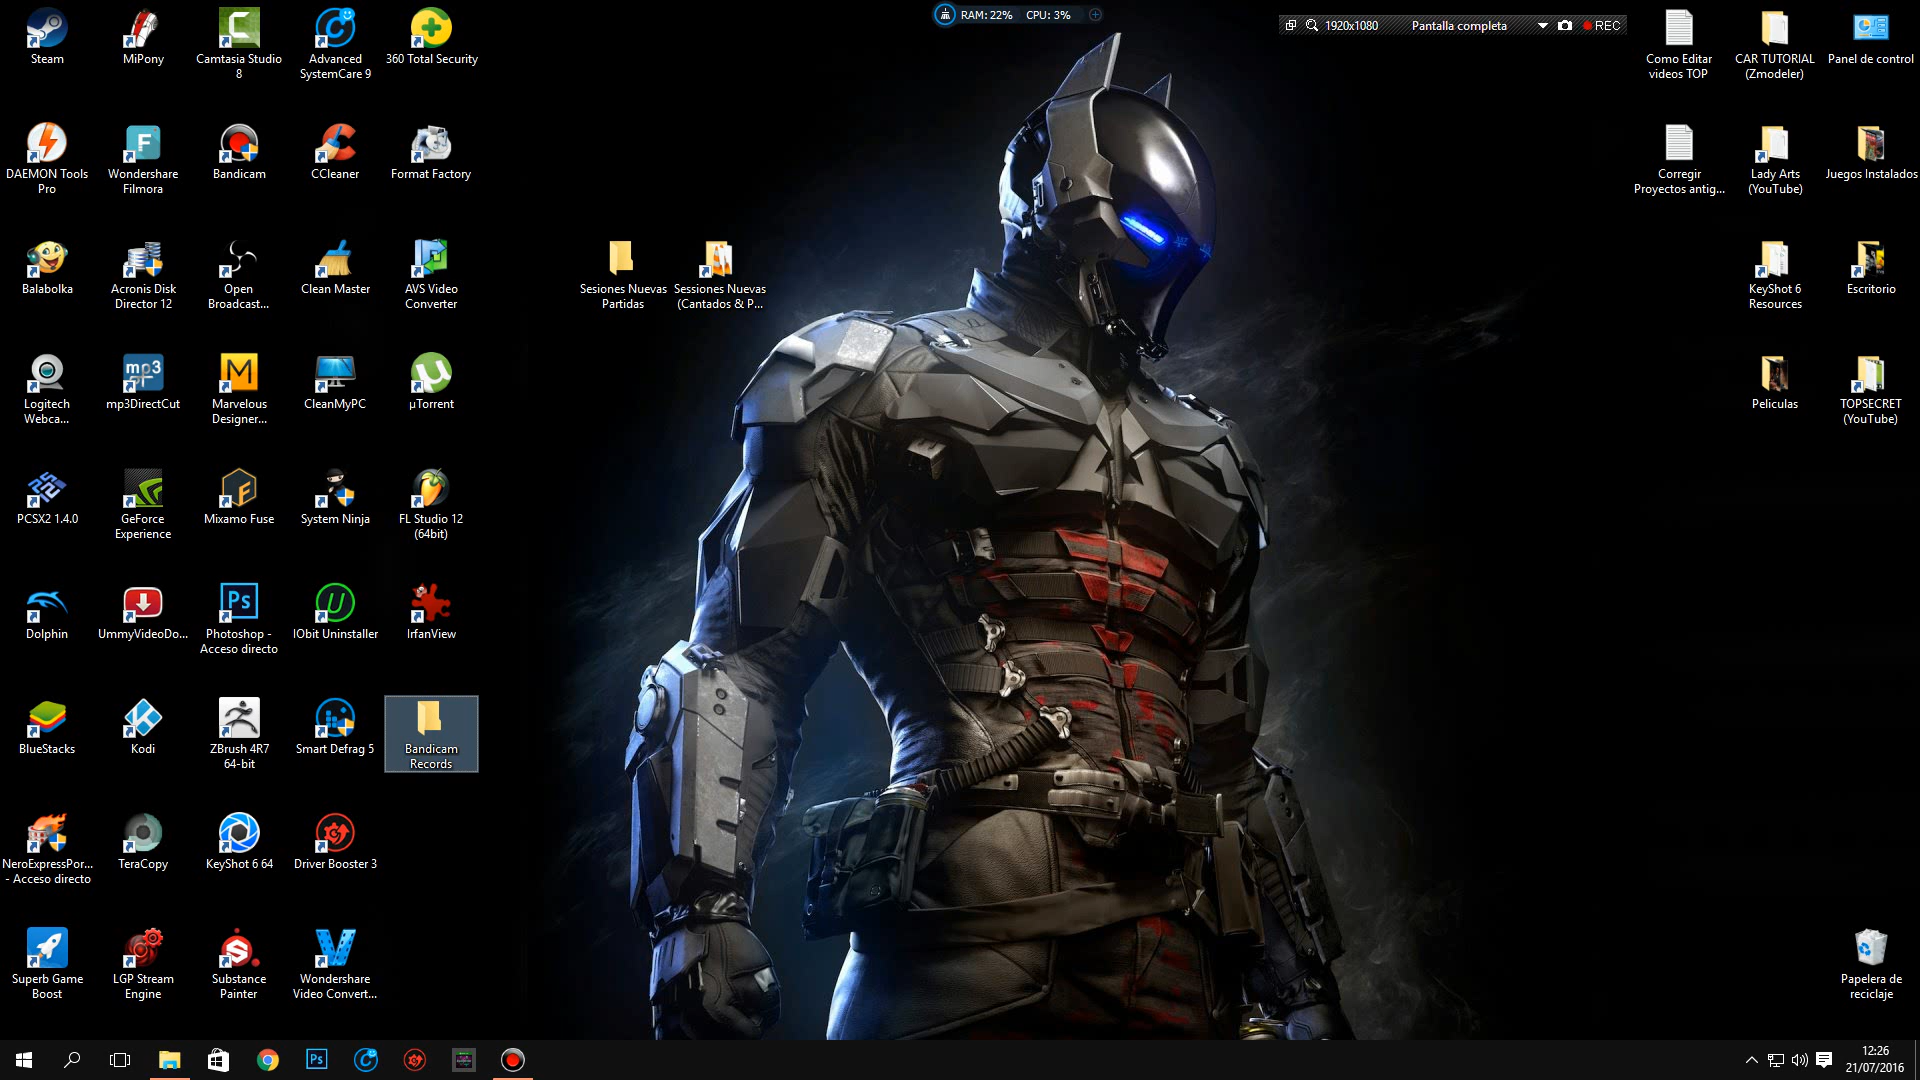 RAM: 22% CPU: 3%
1920x1080 Pantalla completa REC
Steam
MiPony
Camtasia Studio
8
Advanced
SystemCare 9
360 Total Security
Como Editar
videos TOP
CAR TUTORIAL
(Zmodeler)
Panel de control
DAEMON Tools
Pro
Wondershare
Filmora
Bandicam
CCleaner
Format Factory
Corregir
Proyectos antig...
Lady Arts
(YouTube)
Juegos Instalados
Balabolka
Acronis Disk
Director 12
Open
Broadcast...
Clean Master
AVS Video
Converter
Sesiones Nuevas
Partidas
Sessiones Nuevas
(Cantados & P...
KeyShot 6
Resources
Escritorio
Logitech
Webca...
mp3
mp3DirectCut
M
Marvelous
Designer...
CleanMyPC
µTorrent
Peliculas
TOPSECRET
(YouTube)
PCSX2 1.4.0
GeForce
Experience
Mixamo Fuse
System Ninja
FL Studio 12
(64bit)
Dolphin
UmmyVideoDo...
Ps
Photoshop -
Acceso directo
IObit Uninstaller
IrfanView
BlueStacks
Kodi
ZBrush 4R7
64-bit
Smart Defrag 5
Bandicam
Records
NeroExpressPor...
- Acceso directo
TeraCopy
KeyShot 6 64
Driver Booster 3
Superb Game
Boost
LGP Stream
Engine
Substance
Painter
Wondershare
Video Convert...
Papelera de
reciclaje
Ps
12:26
21/07/2016